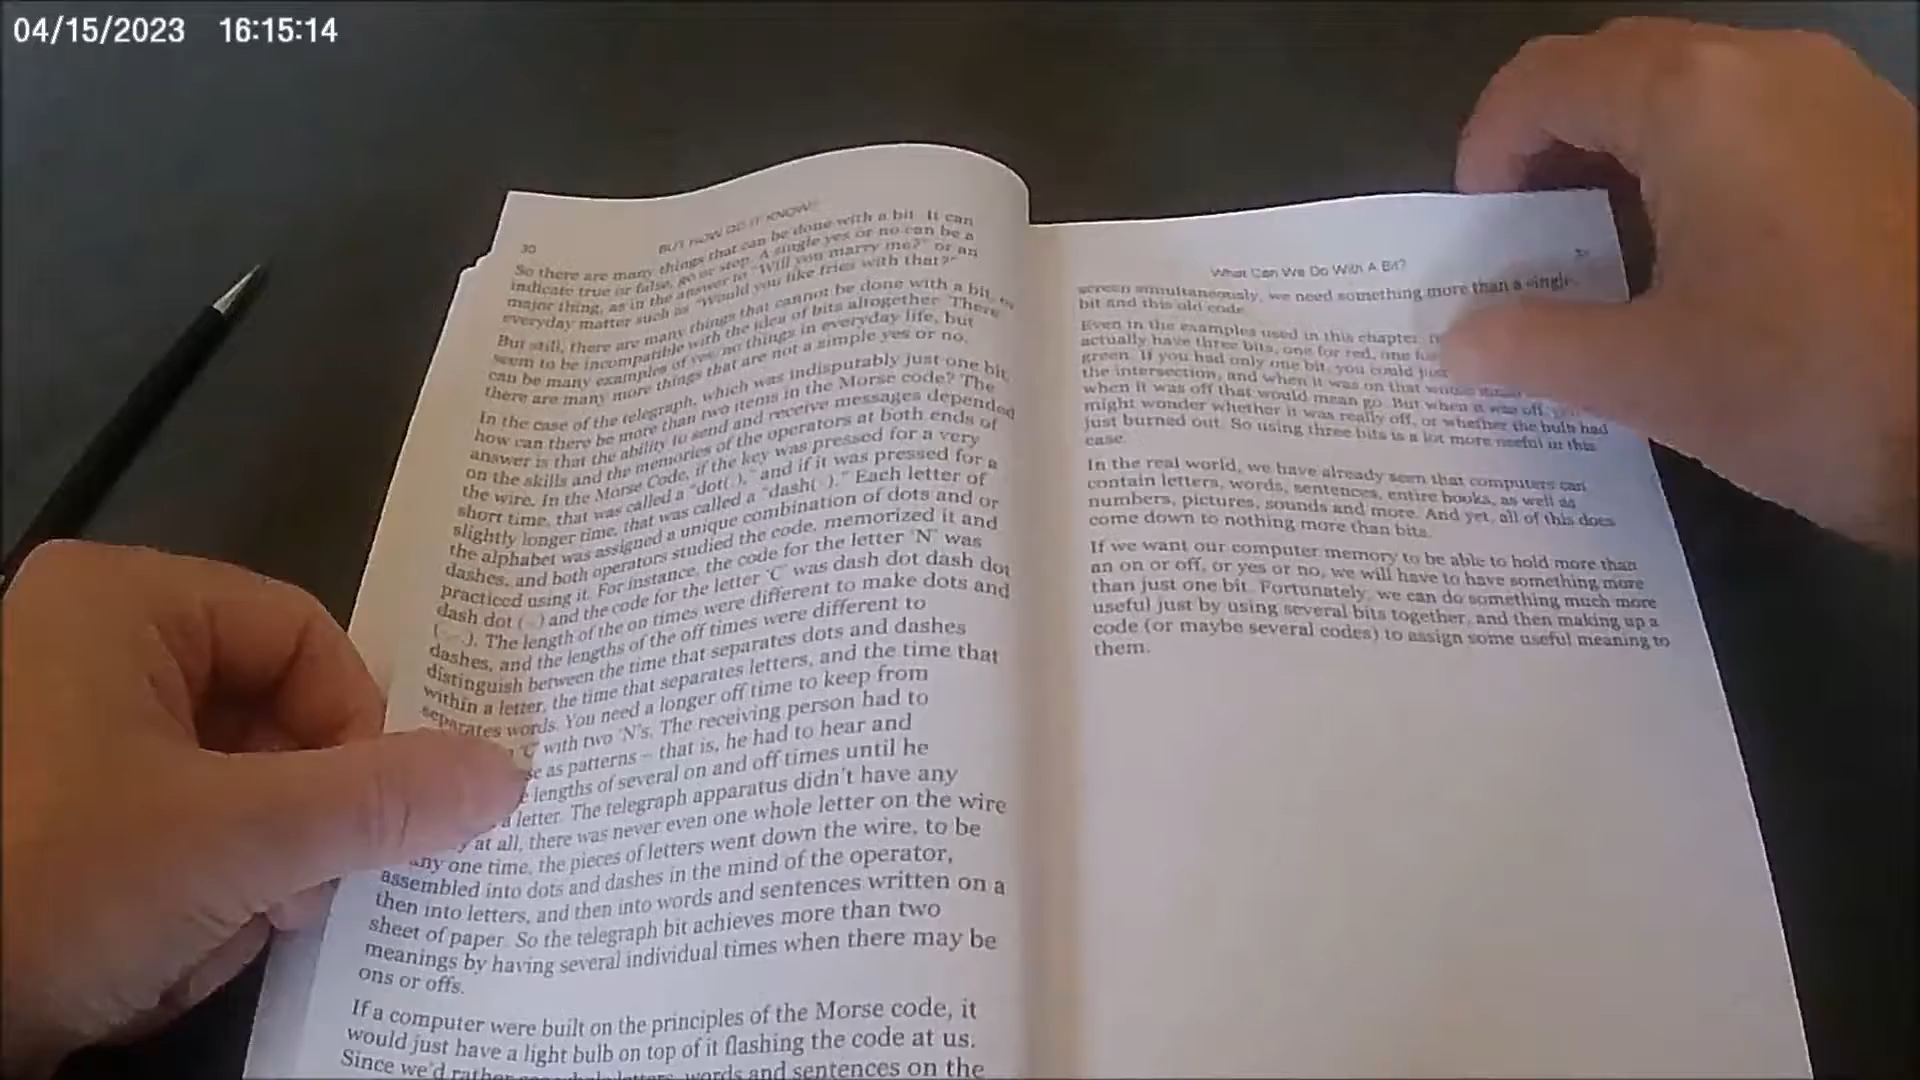 04/15/2023 16:15:14
30
BUT HOW DO IT KNOW?
So there are many things that can be done with a bit. It can
indicate true or false, go or stop. A single yes or no can be a
major thing, as in the answer to "Will you marry me?" or an
everyday matter such as "Would you like fries with that?"
But still, there are many things that cannot be done with a bit, or
seem to be incompatible with the idea of bits altogether. There
can be many examples of yes/no things in everyday life, but
there are many more things that are not a simple yes or no.
In the case of the telegraph, which was indisputably just one bit,
how can there be more than two items in the Morse code? The
answer is that the ability to send and receive messages depended
on the skills and the memories of the operators at both ends of
the wire. In the Morse Code, if the key was pressed for a very
short time, that was called a "dot(.)," and if it was pressed for a
slightly longer time, that was called a "dash(-)." Each letter of
the alphabet was assigned a unique combination of dots and or
dashes, and both operators studied the code, memorized it and
practiced using it. For instance, the code for the letter 'N' was
dash dot (-.) and the code for the letter 'C' was dash dot dash dot
(-.-.). The length of the on times were different to make dots and
dashes, and the lengths of the off times were different to
distinguish between the time that separates dots and dashes
within a letter, the time that separates letters, and the time that
separates words. You need a longer off time to keep from
'C' with two 'N's. The receiving person had to
se as patterns – that is, he had to hear and
e lengths of several on and off times until he
a letter. The telegraph apparatus didn't have any
y at all, there was never even one whole letter on the wire
any one time, the pieces of letters went down the wire, to be
assembled into dots and dashes in the mind of the operator,
then into letters, and then into words and sentences written on a
sheet of paper. So the telegraph bit achieves more than two
meanings by having several individual times when there may be
ons or offs.
If a computer were built on the principles of the Morse code, it
would just have a light bulb on top of it flashing the code at us.
Since we'd rather see whole letters, words and sentences on the
What Can We Do With A Bit?
31
screen simultaneously, we need something more than a single
bit and this old code.
Even in the examples used in this chapter,
actually have three bits, one for red, one for
green. If you had only one bit, you could just
the intersection, and when it was on that would mean
when it was off that would mean go. But when it was off, you
might wonder whether it was really off, or whether the bulb had
just burned out. So using three bits is a lot more useful in this
case.
In the real world, we have already seen that computers can
contain letters, words, sentences, entire books, as well as
numbers, pictures, sounds and more. And yet, all of this does
come down to nothing more than bits.
If we want our computer memory to be able to hold more than
an on or off, or yes or no, we will have to have something more
than just one bit. Fortunately, we can do something much more
useful just by using several bits together, and then making up a
code (or maybe several codes) to assign some useful meaning to
them.